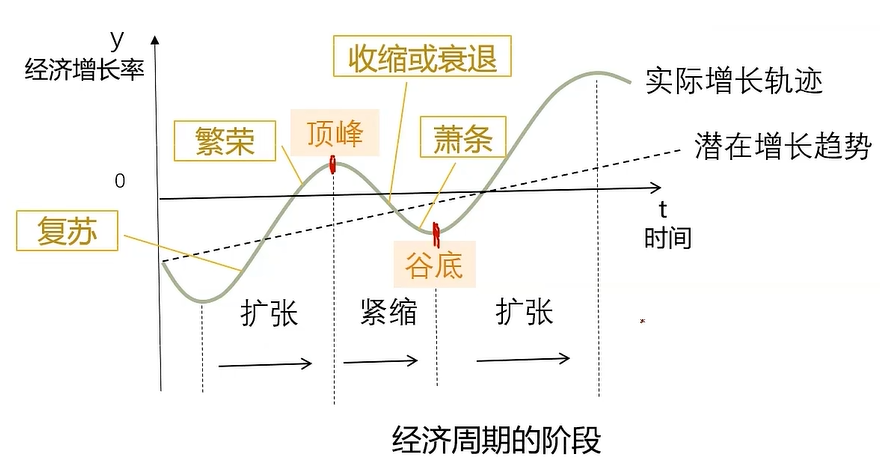 y
经济增长率
收缩或衰退
实际增长轨迹
繁荣
顶峰
萧条
潜在增长趋势
0
t
时间
复苏
谷底
扩张
紧缩
扩张
经济周期的阶段